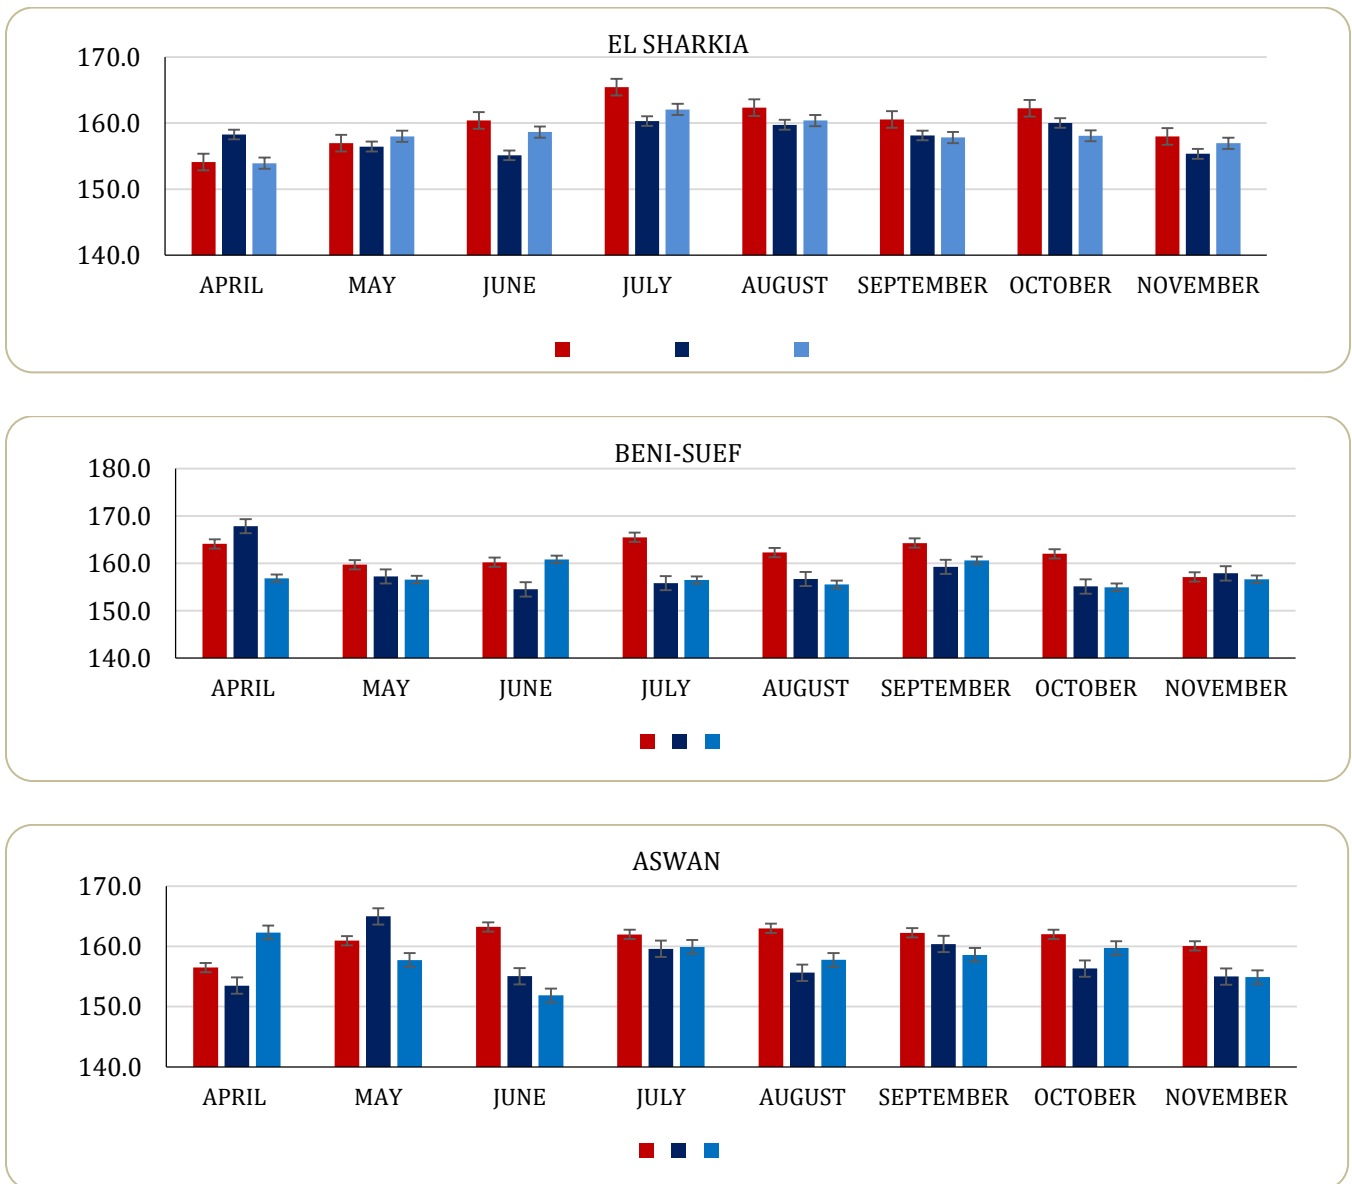 EL SHARKIA
170.0
160.0
150.0
140.0
APRIL MAY JUNE JULY AUGUST SEPTEMBER OCTOBER NOVEMBER
BENI-SUEF
180.0
170.0
160.0
150.0
140.0
APRIL MAY JUNE JULY AUGUST SEPTEMBER OCTOBER NOVEMBER
ASWAN
170.0
160.0
150.0
140.0
APRIL MAY JUNE JULY AUGUST SEPTEMBER OCTOBER NOVEMBER